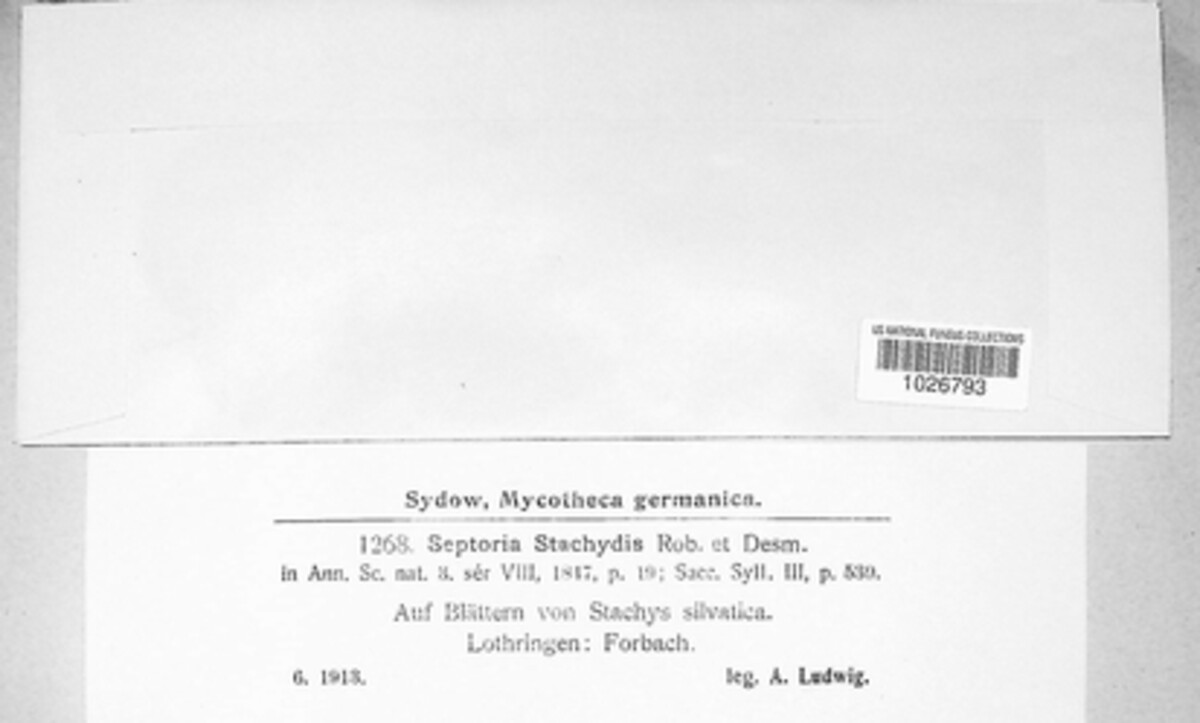 US NATIONAL FUNGUS COLLECTIONS
1026793
Sydow, Mycotheca germanica.
1268. Septoria Stachydis Rob. et Desm.
in Ann. Sc. nat. 3. sér VIII, 1847, p. 19; Sacc. Syll. III, p. 539.
Auf Blättern von Stachys silvatica.
Lothringen: Forbach.
6. 1913. leg. A. Ludwig.